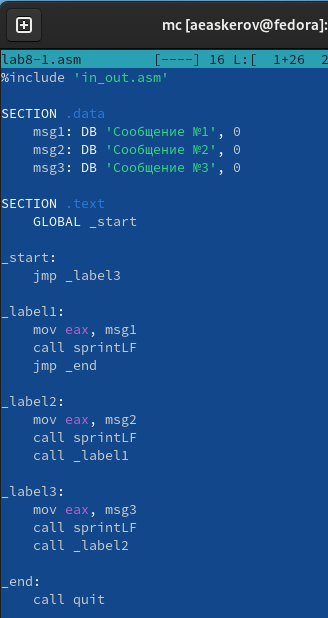 mc [aeaskerov@fedora]:
lab8-1.asm [----] 16 L:[ 1+26 2
%include 'in_out.asm'
SECTION .data
msg1: DB 'Сообщение №1', 0
msg2: DB 'Сообщение №2', 0
msg3: DB 'Сообщение №3', 0
SECTION .text
GLOBAL _start
_start:
jmp _label3
_label1:
mov eax, msg1
call sprintLF
jmp _end
_label2:
mov eax, msg2
call sprintLF
call _label1
_label3:
mov eax, msg3
call sprintLF
call _label2
_end:
call quit